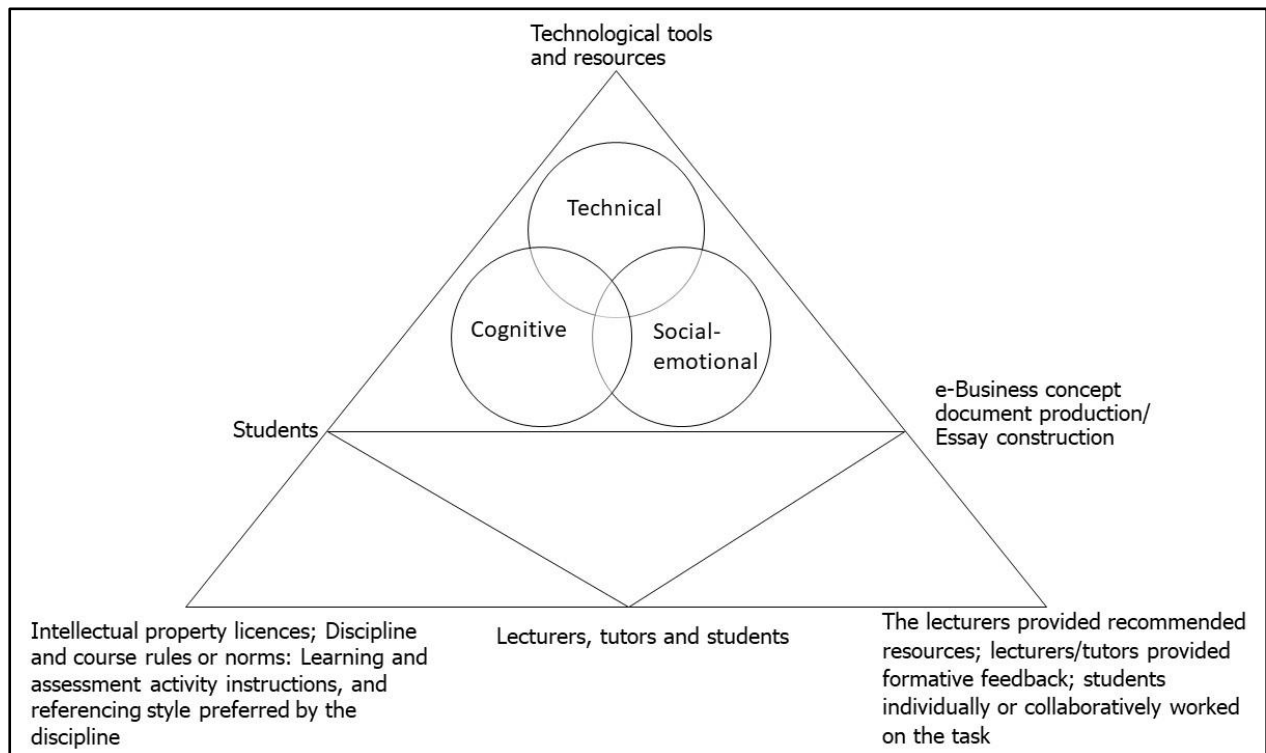 Technological tools
and resources
Technical
Cognitive
Social-
emotional
Students
e-Business concept
document production/
Essay construction
Intellectual property licences; Discipline
and course rules or norms: Learning and
assessment activity instructions, and
referencing style preferred by the
discipline
Lecturers, tutors and students
The lecturers provided recommended
resources; lecturers/tutors provided
formative feedback; students
individually or collaboratively worked
on the task